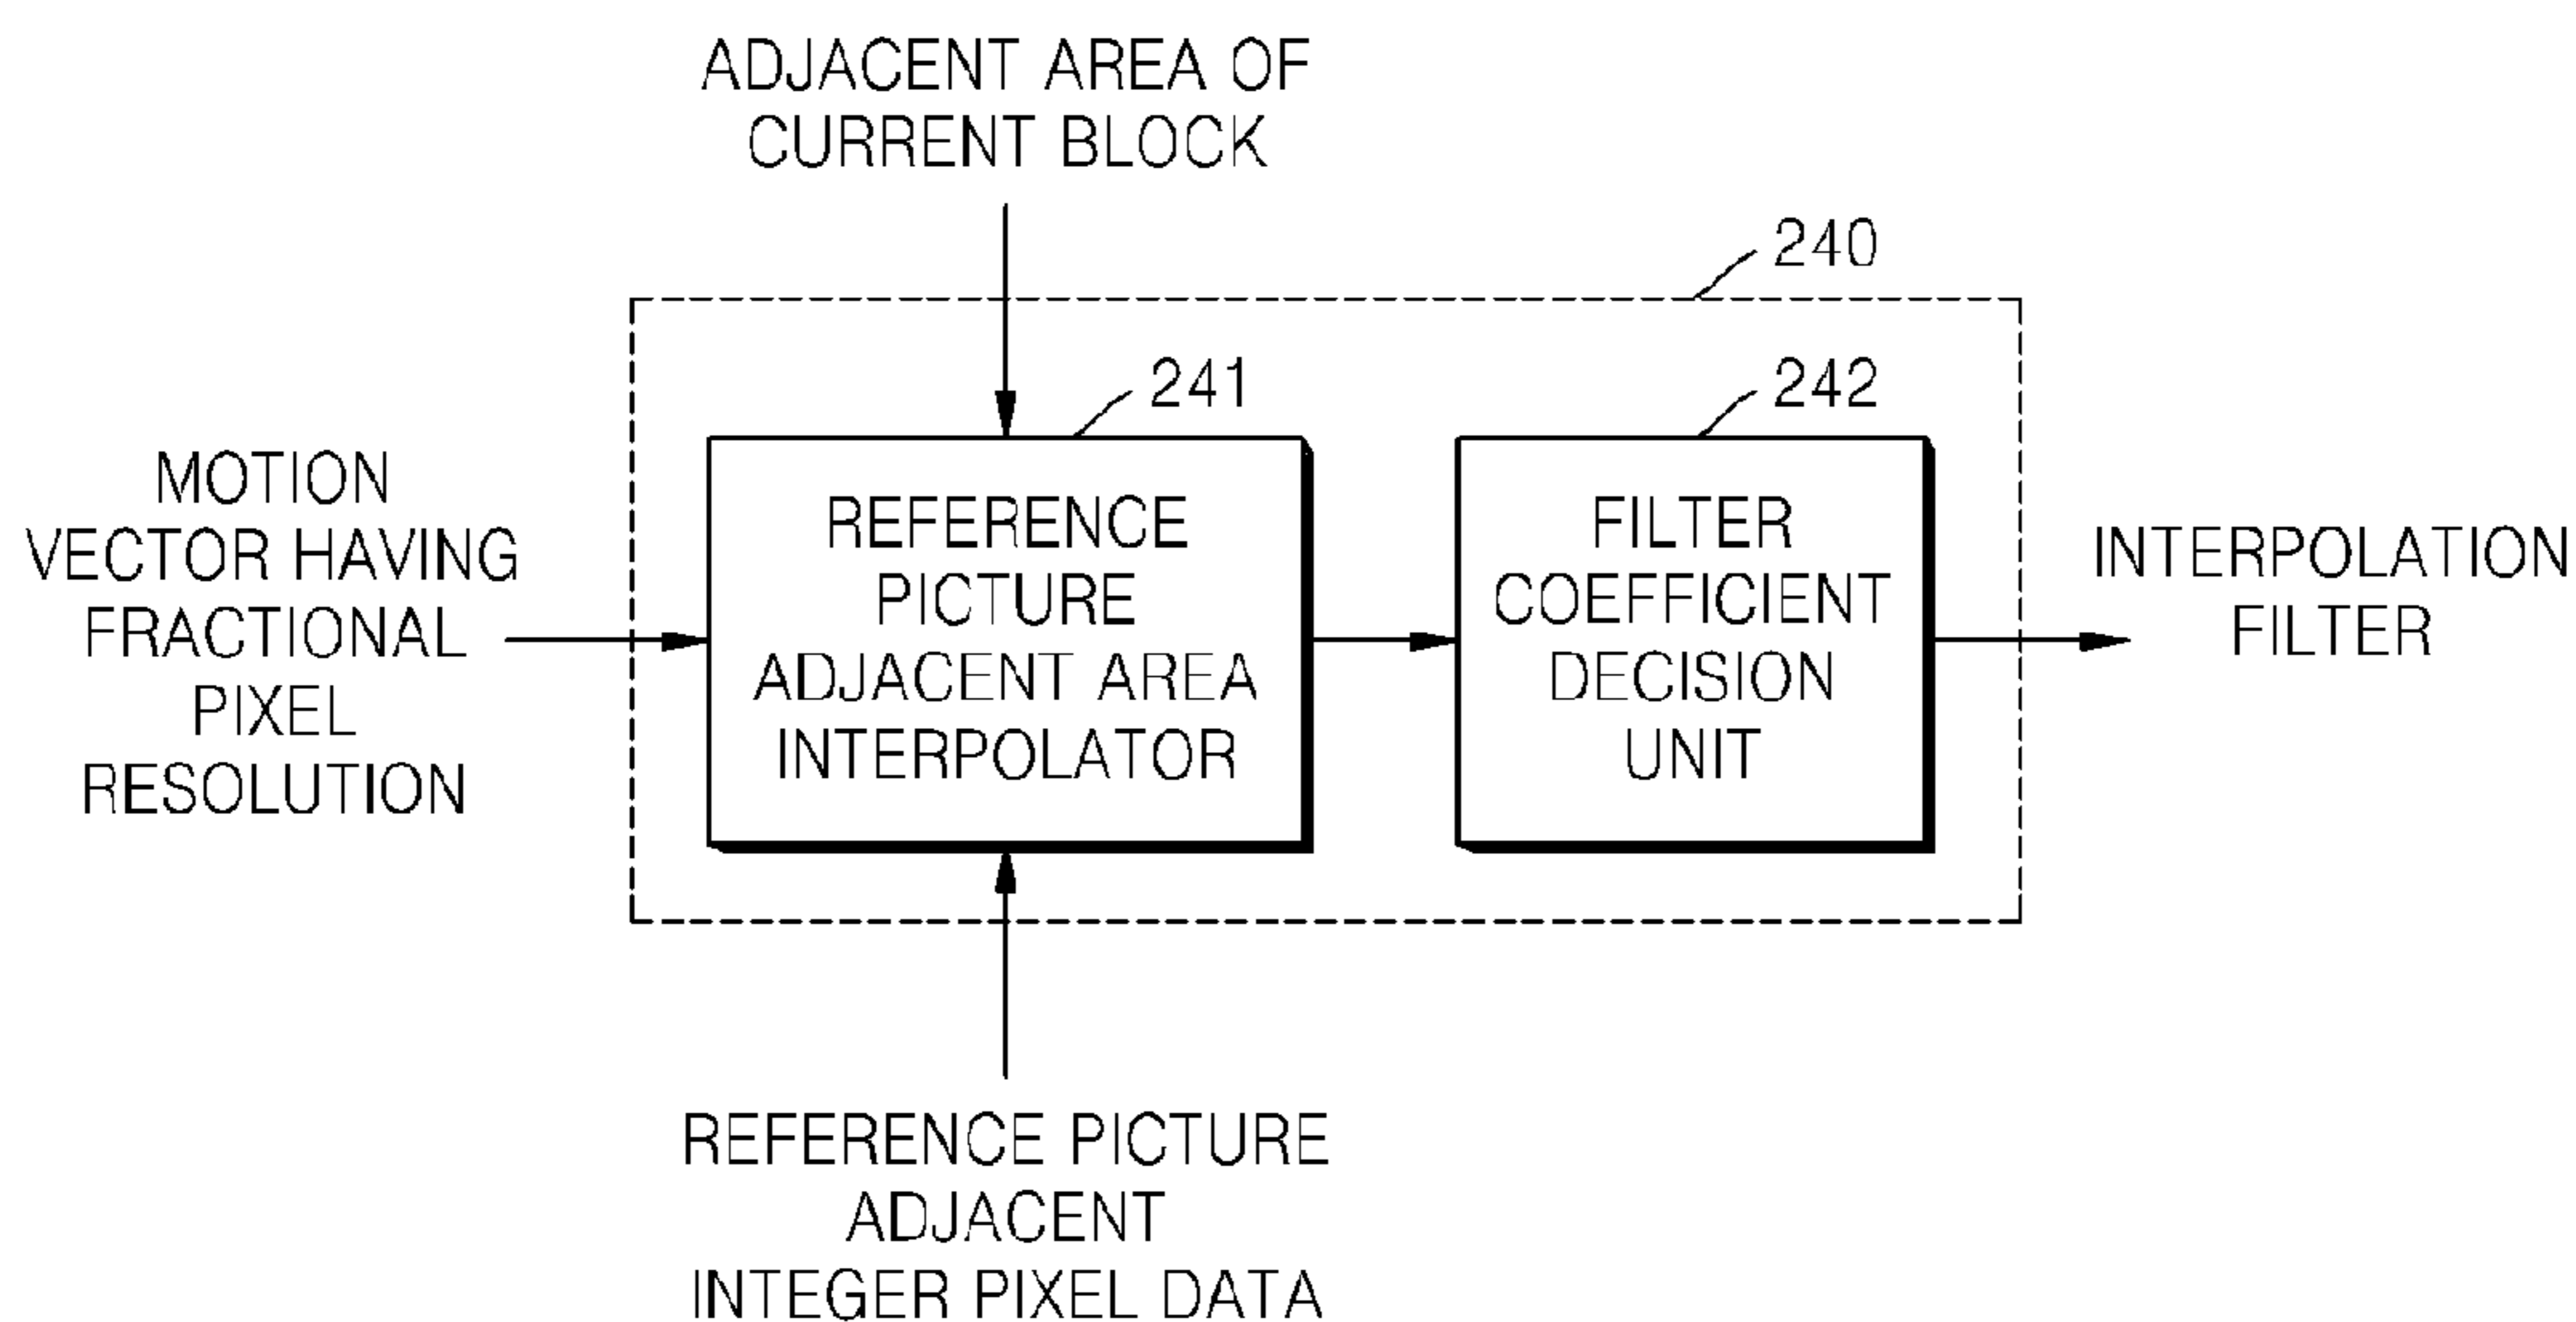 ADJACENT AREA OF
CURRENT BLOCK
240
241
242
MOTION
VECTOR HAVING
FRACTIONAL
PIXEL
RESOLUTION
REFERENCE
PICTURE
ADJACENT AREA
INTERPOLATOR
FILTER
COEFFICIENT
DECISION
UNIT
INTERPOLATION
FILTER
REFERENCE PICTURE
ADJACENT
INTEGER PIXEL DATA